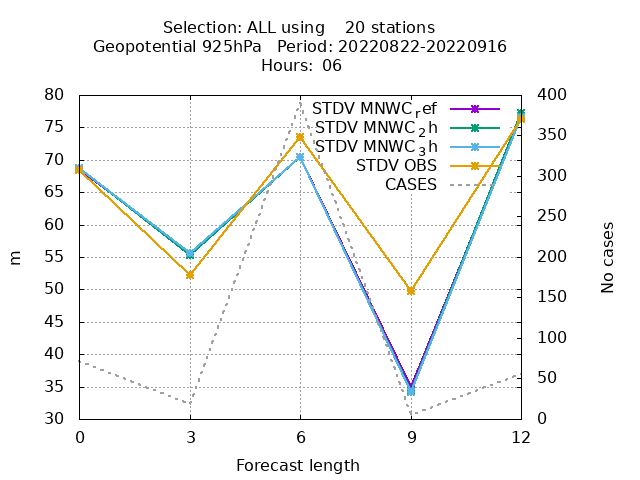 Selection: ALL using    20 stations
Geopotential 925hPa   Period: 20220822-20220916
Hours: 06
80 400
STDV MNWC_ref
75 350
STDV MNWC_2h
STDV MNWC_3h
70 300
STDV OBS
65
CASES
60 250
55 200
50 150
45
40 100
35 50
30 0
m
No cases
0 3 6 9 12
Forecast length